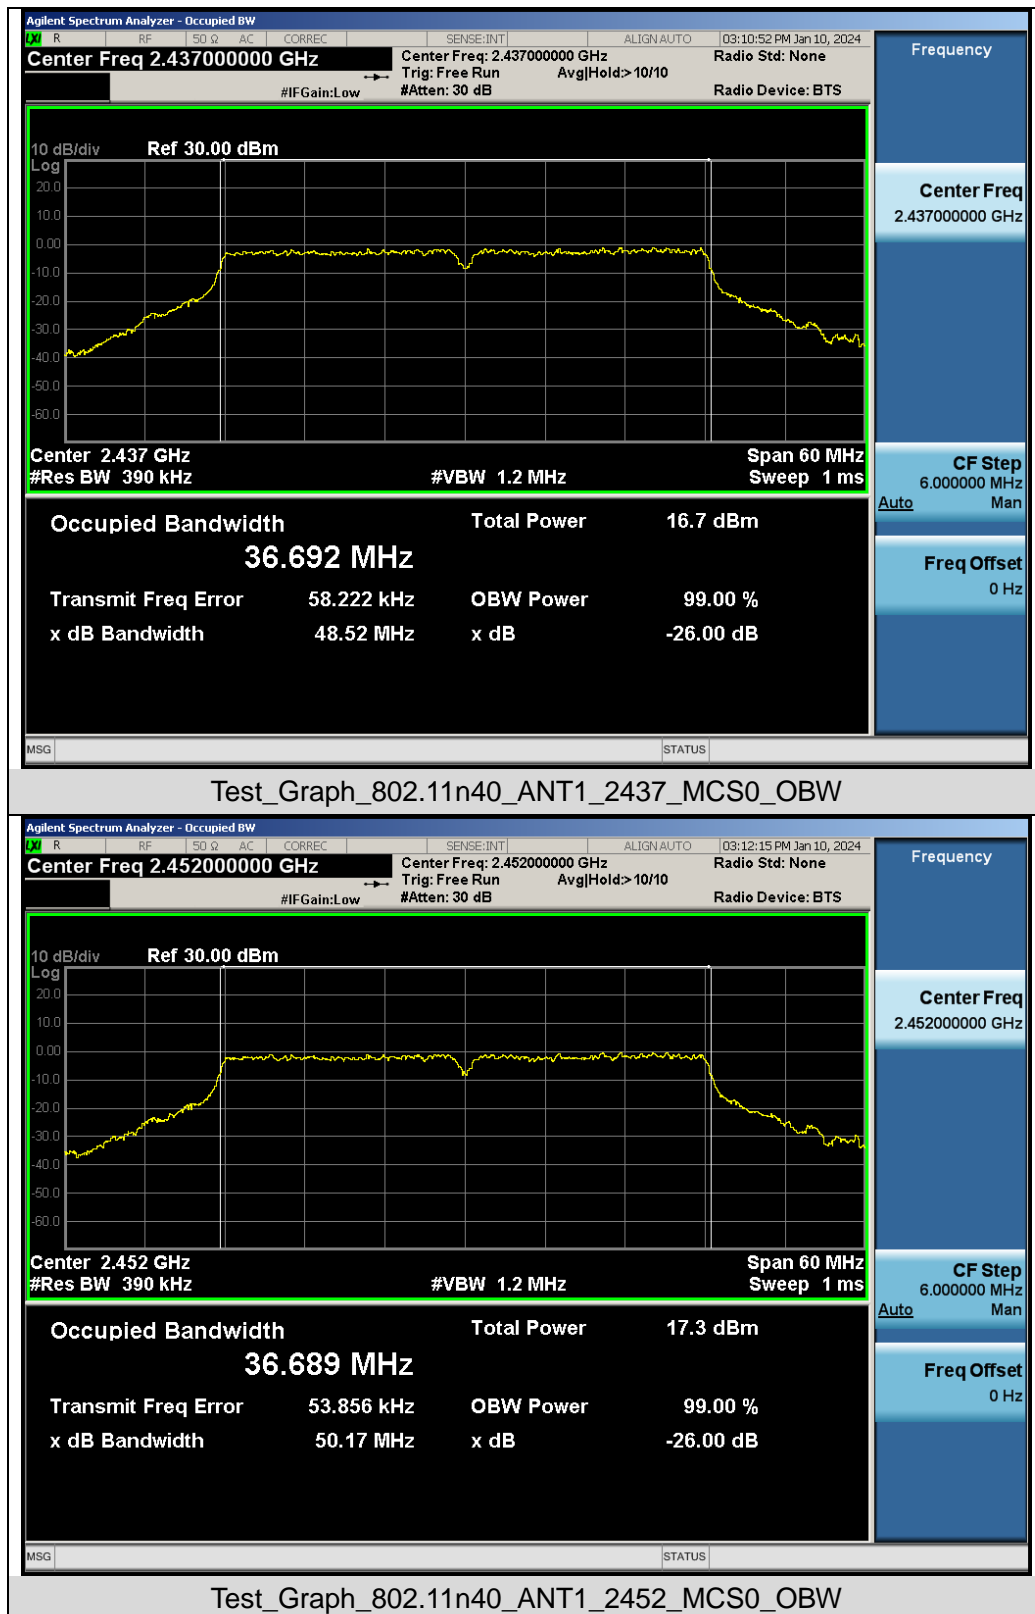 Agilent Spectrum Analyzer - Occupied BW
LXI R RF 50 Ω AC CORREC SENSE:INT ALIGN AUTO 03:10:52 PM Jan 10, 2024
Center Freq 2.437000000 GHz Center Freq: 2.437000000 GHz Radio Std: None Frequency
Trig: Free Run Avg|Hold:> 10/10
#IFGain:Low #Atten: 30 dB Radio Device: BTS
10 dB/div Ref 30.00 dBm
Log
20.0
10.0
0.00
-10.0
-20.0
-30.0
-40.0
-50.0
-60.0
Center 2.437 GHz Span 60 MHz
#Res BW 390 kHz #VBW 1.2 MHz Sweep 1 ms
Center Freq
2.437000000 GHz
CF Step
6.000000 MHz
Auto Man
Freq Offset
0 Hz
Occupied Bandwidth Total Power 16.7 dBm
36.692 MHz
Transmit Freq Error 58.222 kHz OBW Power 99.00 %
x dB Bandwidth 48.52 MHz x dB -26.00 dB
MSG STATUS
Test_Graph_802.11n40_ANT1_2437_MCS0_OBW
Agilent Spectrum Analyzer - Occupied BW
LXI R RF 50 Ω AC CORREC SENSE:INT ALIGN AUTO 03:12:15 PM Jan 10, 2024
Center Freq 2.452000000 GHz Center Freq: 2.452000000 GHz Radio Std: None Frequency
Trig: Free Run Avg|Hold:> 10/10
#IFGain:Low #Atten: 30 dB Radio Device: BTS
10 dB/div Ref 30.00 dBm
Log
20.0
10.0
0.00
-10.0
-20.0
-30.0
-40.0
-50.0
-60.0
Center 2.452 GHz Span 60 MHz
#Res BW 390 kHz #VBW 1.2 MHz Sweep 1 ms
Center Freq
2.452000000 GHz
CF Step
6.000000 MHz
Auto Man
Freq Offset
0 Hz
Occupied Bandwidth Total Power 17.3 dBm
36.689 MHz
Transmit Freq Error 53.856 kHz OBW Power 99.00 %
x dB Bandwidth 50.17 MHz x dB -26.00 dB
MSG STATUS
Test_Graph_802.11n40_ANT1_2452_MCS0_OBW